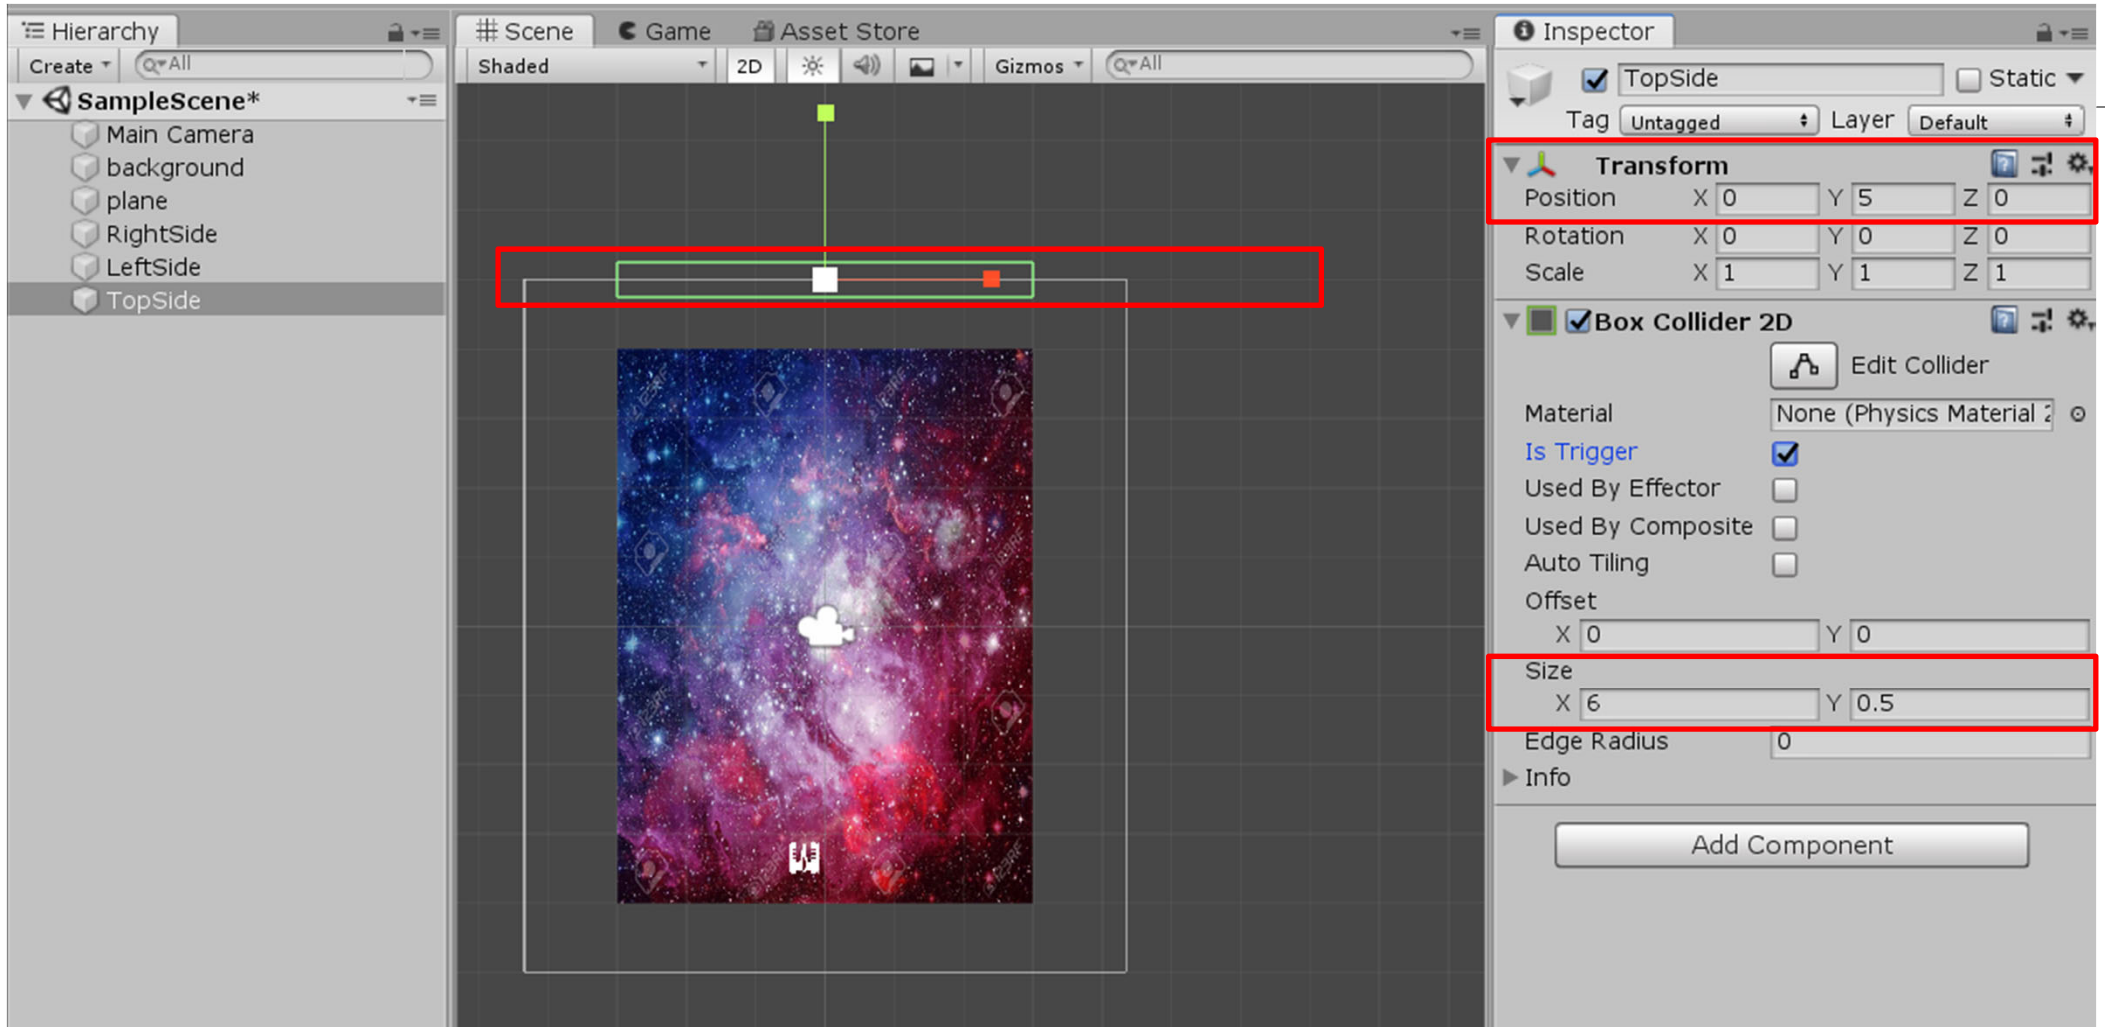 Hierarchy
Create
All
SampleScene*
Main Camera
background
plane
RightSide
LeftSide
TopSide
Scene
Game
Asset Store
Shaded
2D
Gizmos
All
Inspector
TopSide
Static
Tag Untagged Layer Default
Transform
Position X 0 Y 5 Z 0
Rotation X 0 Y 0 Z 0
Scale X 1 Y 1 Z 1
Box Collider 2D
Edit Collider
Material None (Physics Material 2
Is Trigger
Used By Effector
Used By Composite
Auto Tiling
Offset
X 0 Y 0
Size
X 6 Y 0.5
Edge Radius 0
Info
Add Component